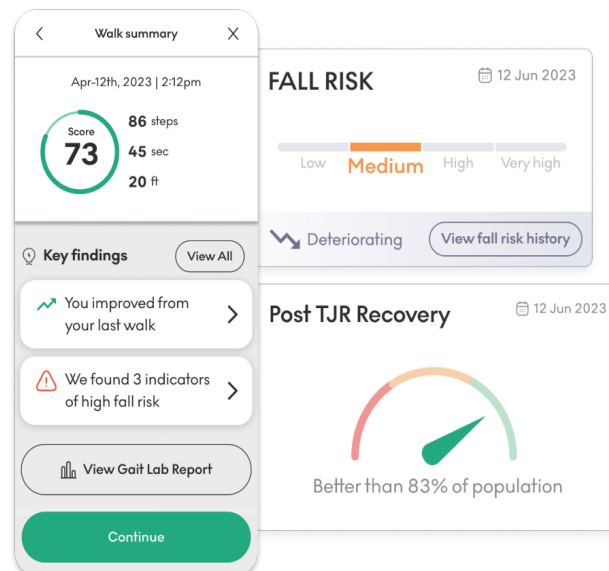 Walk summary
Apr-12th, 2023 | 2:12pm
Score
73
86 steps
45 sec
20 ft
Key findings
View All
You improved from
your last walk
We found 3 indicators
of high fall risk
View Gait Lab Report
Continue
FALL RISK
12 Jun 2023
Low
Medium
High
Very high
Deteriorating
View fall risk history
Post TJR Recovery
12 Jun 2023
Better than 83% of population